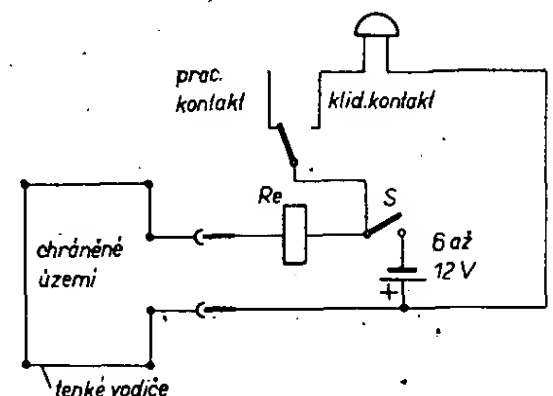 prac.
kontakt
klid. kontakt
Re
S
6 až
12 V
+
chráněné
území
tenké vodiče